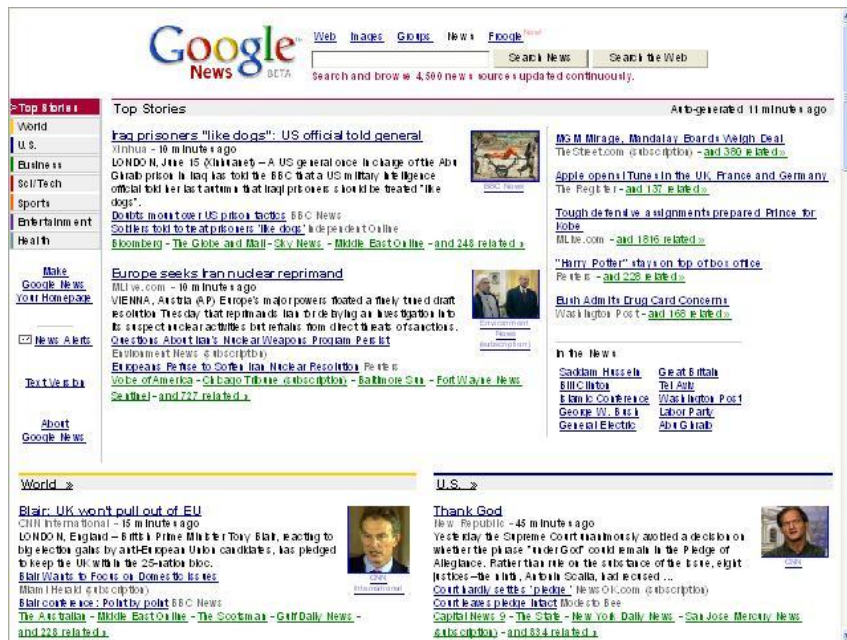 Google
News BETA
Web Images Groups News Froogle New!
Search News Search the Web
Search and browse 4,500 news sources updated continuously.
>Top Stories
World
U.S.
Business
Sci/Tech
Sports
Entertainment
Health
Make
Google News
Your Homepage
News Alerts
Text Version
About
Google News
Top Stories Auto-generated 11 minutes ago
Iraq prisoners "like dogs": US official told general
Xinhua - 10 minutes ago
LONDON, June 15 (Xinhuanet) -- A US general once in charge of the Abu
Ghraib prison in Iraq has told the BBC that a US military intelligence
official told her last autumn that Iraqi prisoners should be treated "like
dogs".
Doubts mount over US prison tactics BBC News
Soldiers told to treat prisoners 'like dogs' Independent Online
Bloomberg - The Globe and Mail - Sky News - Middle East Online - and 248 related »
BBC News
Europe seeks Iran nuclear reprimand
MLive.com - 10 minutes ago
VIENNA, Austria (AP) Europe's major powers floated a finely tuned draft
resolution Tuesday that reprimands Iran for delaying an investigation into
its suspect nuclear activities but refrains from direct threats of sanctions.
Questions About Iran's Nuclear Weapons Program Persist
Environment News (subscription)
Europeans Refuse to Soften Iran Nuclear Resolution Reuters
Voice of America - Chicago Tribune (subscription) - Baltimore Sun - Fort Wayne News
Sentinel - and 727 related »
Environment
News
(subscription)
MGM Mirage, Mandalay Boards Weigh Deal
TheStreet.com (subscription) - and 380 related »
Apple opens iTunes in the UK, France and Germany
The Register - and 137 related »
Tough defensive assignments prepared Prince for
Kobe
MLive.com - and 1816 related »
"Harry Potter" stays on top of box office
Reuters - and 228 related »
Bush Admits Drug Card Concerns
Washington Post - and 168 related »
In the News
Saddam Hussein Great Britain
Bill Clinton Tel Aviv
Islamic Conference Washington Post
George W. Bush Labor Party
General Electric Abu Ghraib
World »
Blair: UK won't pull out of EU
CNN International - 15 minutes ago
LONDON, England -- British Prime Minister Tony Blair, reacting to
big election gains by anti-European Union candidates, has pledged
to keep the UK within the 25-nation bloc.
Blair Wants to Focus on Domestic Issues
Miami Herald (subscription)
Blair conference: Point by point BBC News
The Australian - Middle East Online - The Scotsman - Gulf Daily News -
and 228 related »
CNN
International
U.S. »
Thank God
New Republic - 45 minutes ago
Yesterday the Supreme Court unanimously avoided a decision on
whether the phrase "under God" could remain in the Pledge of
Allegiance. Rather than rule on the substance of the issue, eight
justices--the ninth, Antonin Scalia, had recused ...
Court hardly settles 'pledge' NewsOK.com (subscription)
Court leaves pledge intact Modesto Bee
Capital News 9 - The State - New York Daily News - San Jose Mercury News
(subscription) - and 834 related »
CNN